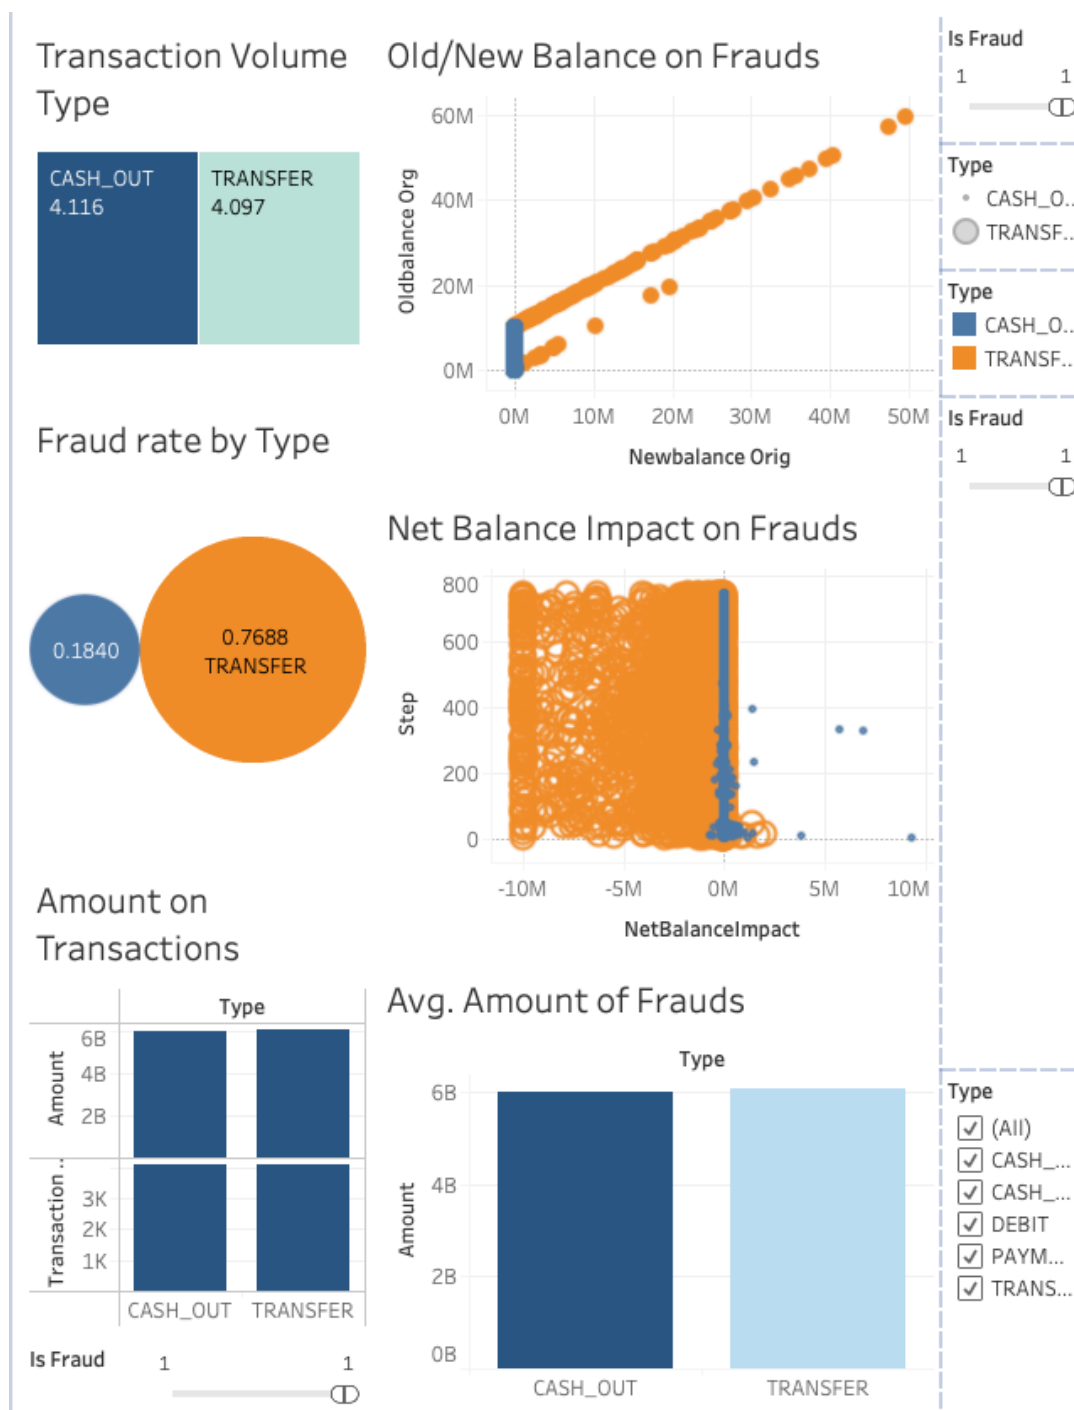 Transaction Volume
Type
CASH_OUT
4.116
TRANSFER
4.097
Old/New Balance on Frauds
60M
40M
20M
0M
Oldbalance Org
0M 10M 20M 30M 40M 50M
Newbalance Orig
Is Fraud
1 1
Type
CASH_O..
TRANSF..
Type
CASH_O..
TRANSF..
Is Fraud
1 1
Fraud rate by Type
0.1840
0.7688
TRANSFER
Net Balance Impact on Frauds
800
600
400
200
0
Step
-10M -5M 0M 5M 10M
NetBalanceImpact
Amount on
Transactions
Type
6B
4B
2B
Amount
3K
2K
1K
Transaction ..
CASH_OUT TRANSFER
Is Fraud 1 1
Avg. Amount of Frauds
Type
6B
4B
2B
0B
Amount
CASH_OUT TRANSFER
Type
(All)
CASH_...
CASH_...
DEBIT
PAYM...
TRANS...